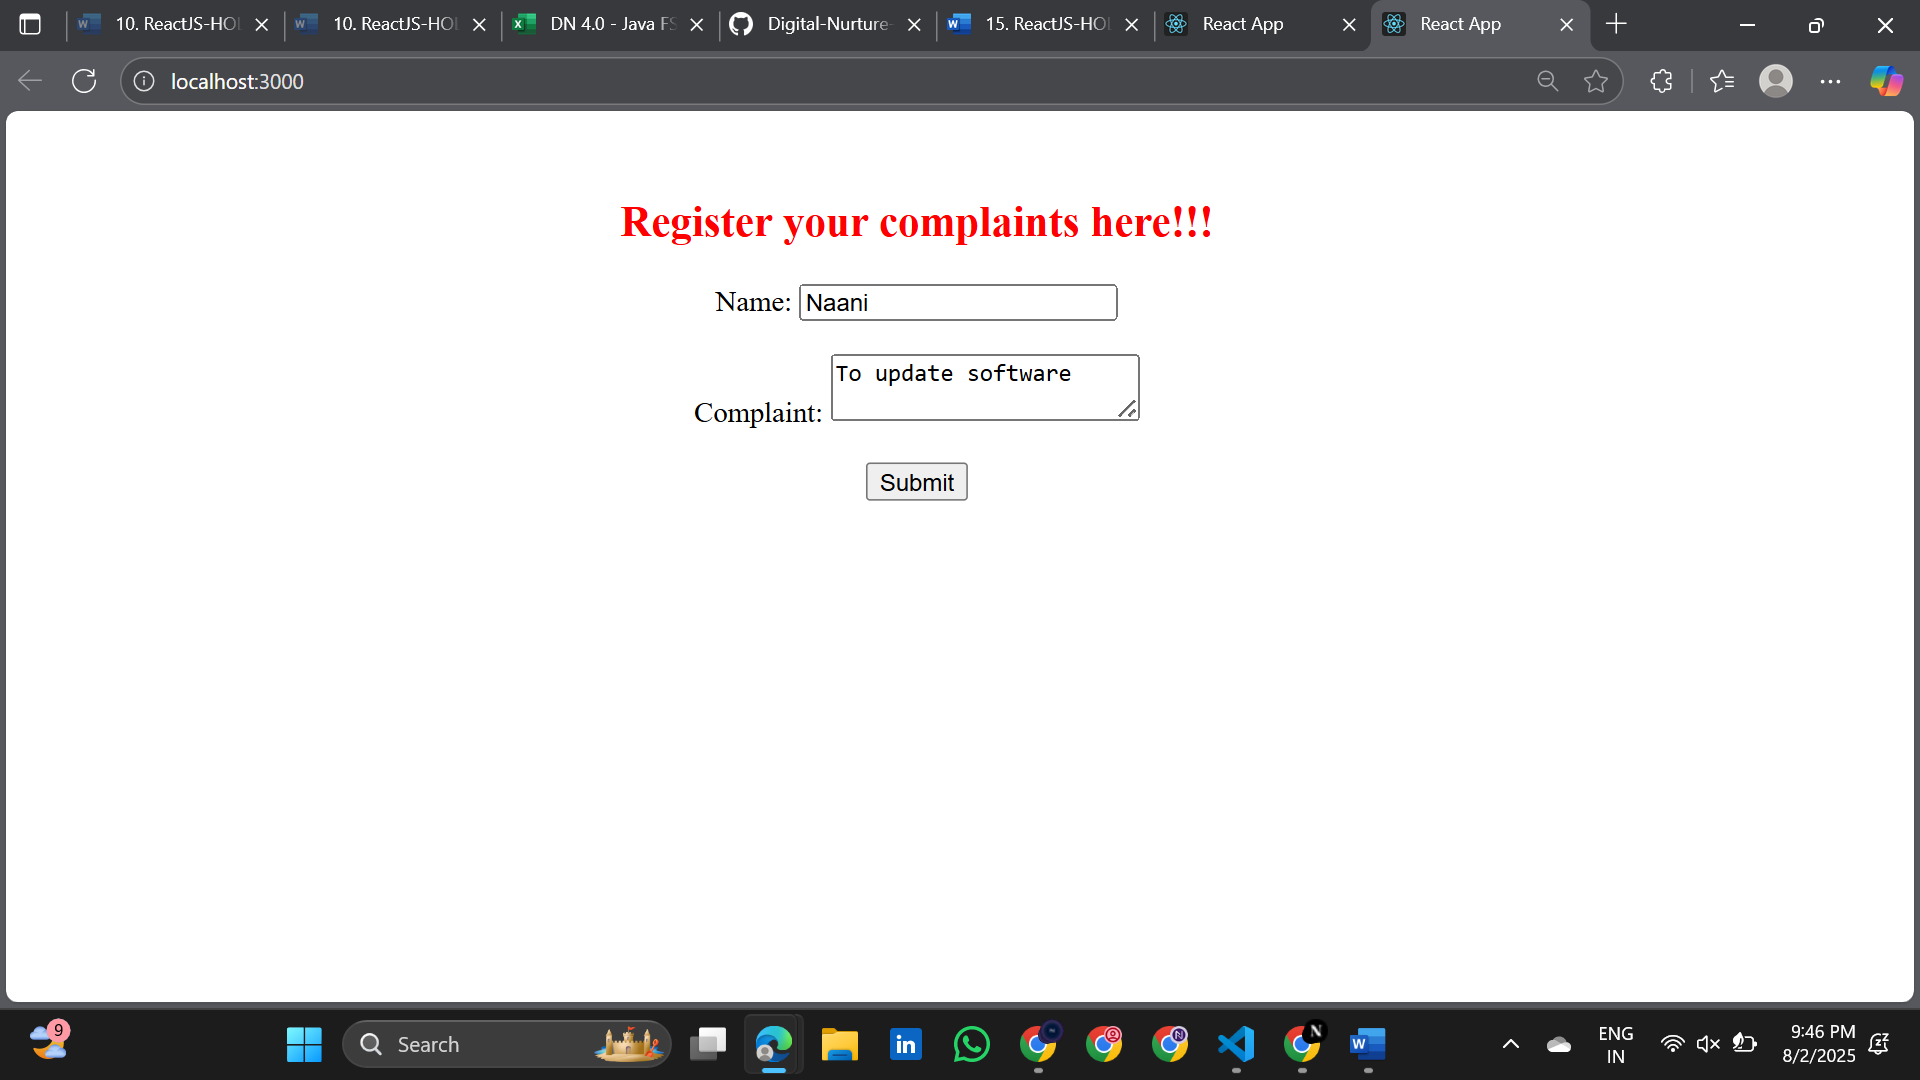 10. ReactJS-HOL
10. ReactJS-HOL
DN 4.0 - Java FS
Digital-Nurture-
15. ReactJS-HOL
React App
React App
localhost:3000
Register your complaints here!!!
Name: Naani
Complaint: To update software
Submit
9
Search
N
ENG
IN
9:46 PM
8/2/2025